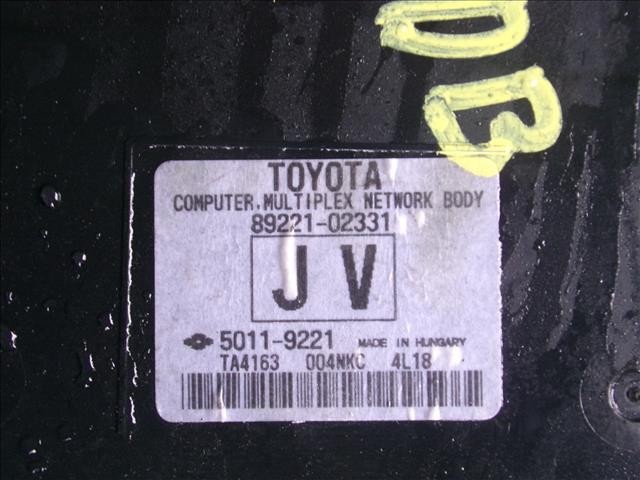 DB
TOYOTA
COMPUTER.MULTIPLEX NETWORK BODY
89221-02331
J V
5011-9221 MADE IN HUNGARY
TA4163 004NKC 4L18